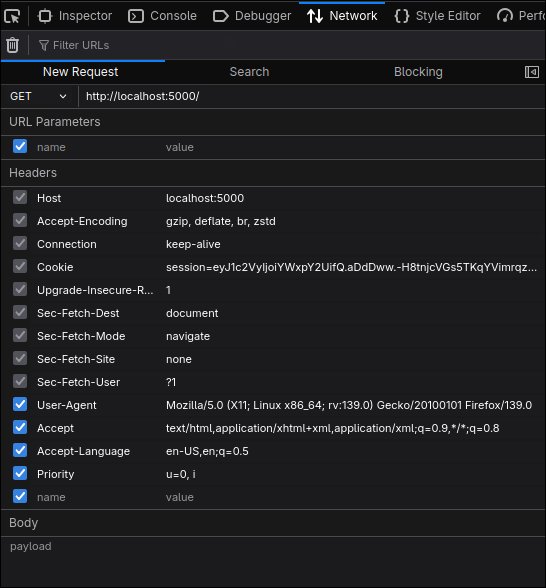 Inspector Console Debugger Network Style Editor Perfo
Filter URLs
New Request Search Blocking
GET http://localhost:5000/
URL Parameters
name value
Headers
Host localhost:5000
Accept-Encoding gzip, deflate, br, zstd
Connection keep-alive
Cookie session=eyJ1c2VyIjoiYWxpY2UifQ.aDdDww.-H8tnjcVGs5TKqYVimrqz...
Upgrade-Insecure-R... 1
Sec-Fetch-Dest document
Sec-Fetch-Mode navigate
Sec-Fetch-Site none
Sec-Fetch-User ?1
User-Agent Mozilla/5.0 (X11; Linux x86_64; rv:139.0) Gecko/20100101 Firefox/139.0
Accept text/html,application/xhtml+xml,application/xml;q=0.9,*/*;q=0.8
Accept-Language en-US,en;q=0.5
Priority u=0, i
name value
Body
payload